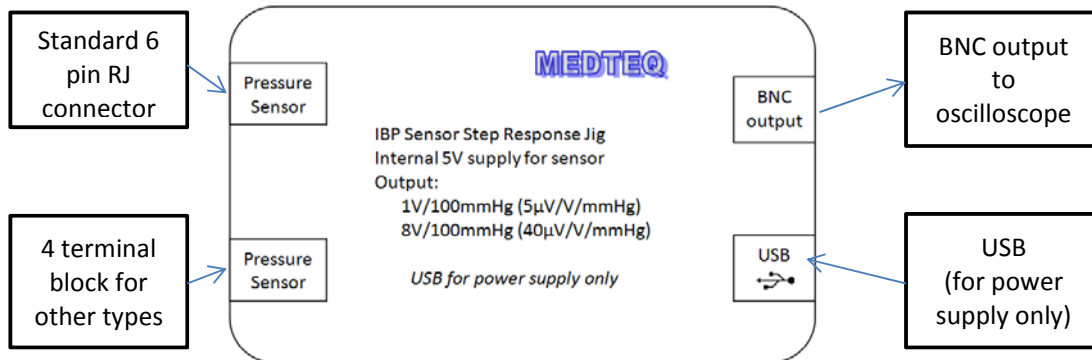 Standard 6
pin RJ
connector
4 terminal
block for
other types
Pressure
Sensor
Pressure
Sensor
MEDTEQ
IBP Sensor Step Response Jig
Internal 5V supply for sensor
Output:
1V/100mmHg (5µV/V/mmHg)
8V/100mmHg (40µV/V/mmHg)
USB for power supply only
BNC
output
USB
BNC output
to
oscilloscope
USB
(for power
supply only)